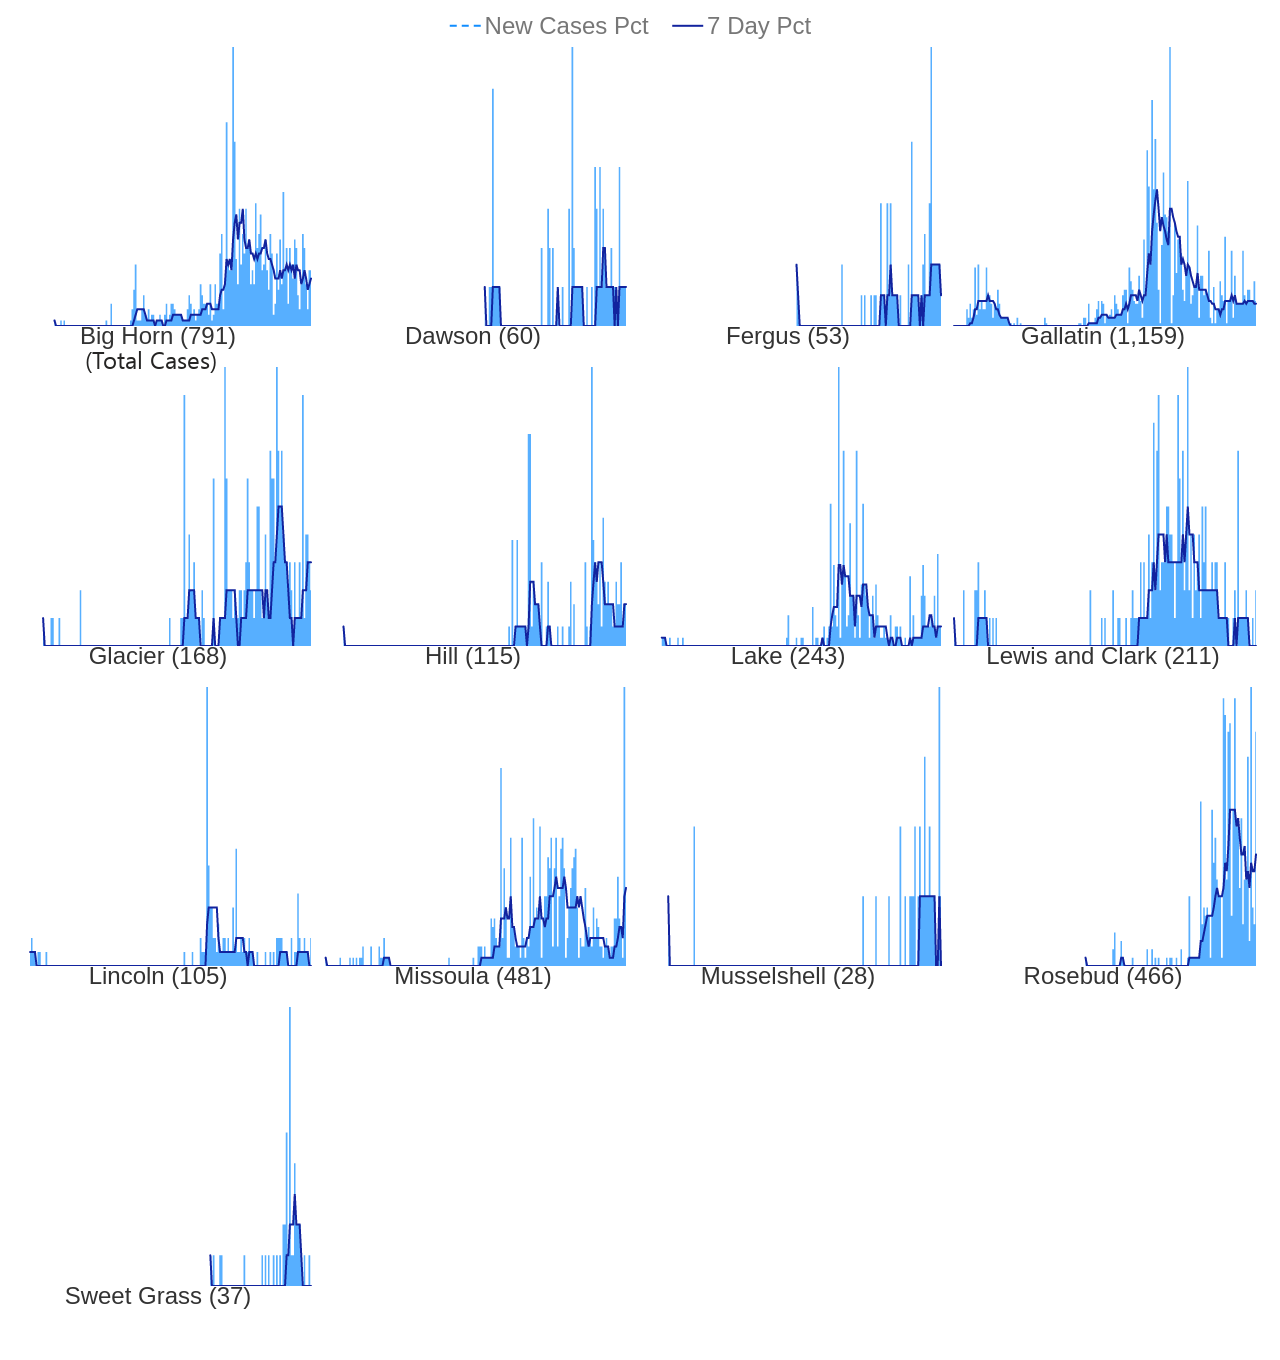 New Cases Pct 7 Day Pct
Big Horn (791) Dawson (60) Fergus (53) Gallatin (1,159)
(Total Cases)
Glacier (168) Hill (115) Lake (243) Lewis and Clark (211)
Lincoln (105) Missoula (481) Musselshell (28) Rosebud (466)
Sweet Grass (37)